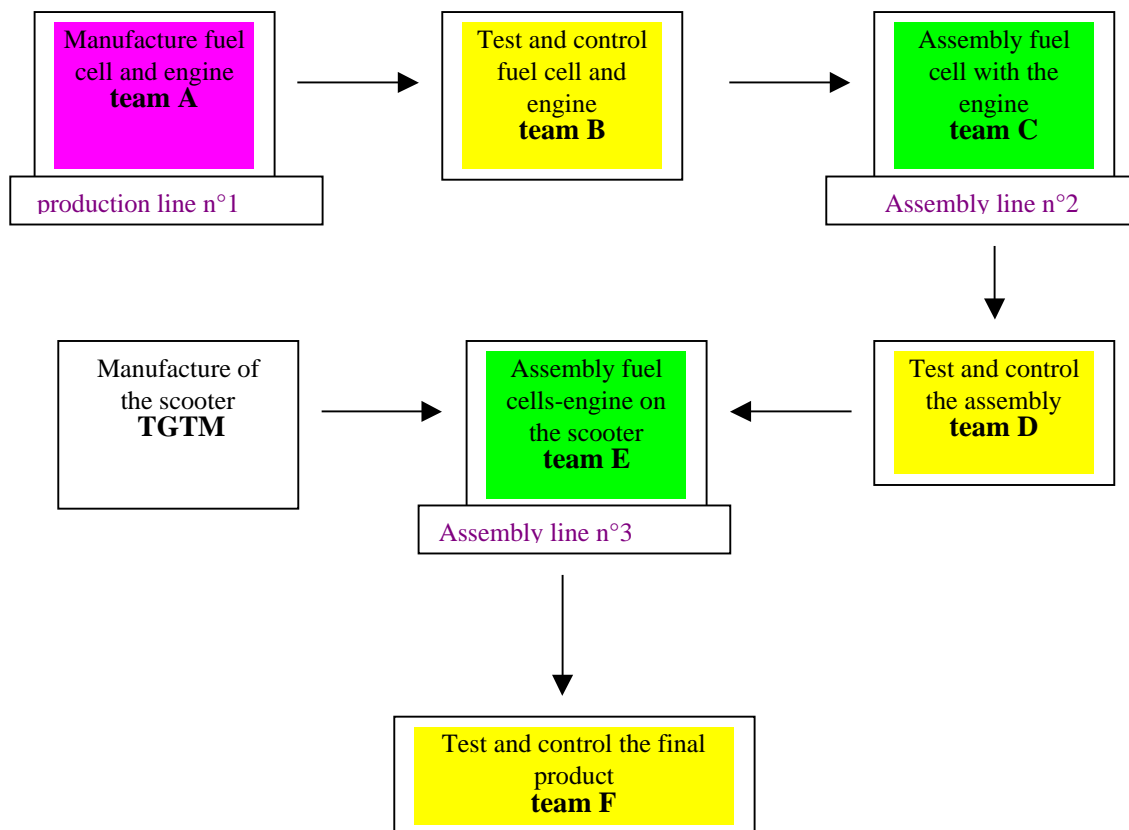 Manufacture fuel
cell and engine
team A
production line n°1
Test and control
fuel cell and
engine
team B
Assembly fuel
cell with the
engine
team C
Assembly line n°2
Manufacture of
the scooter
TGTM
Assembly fuel
cells-engine on
the scooter
team E
Assembly line n°3
Test and control
the assembly
team D
Test and control the final
product
team F